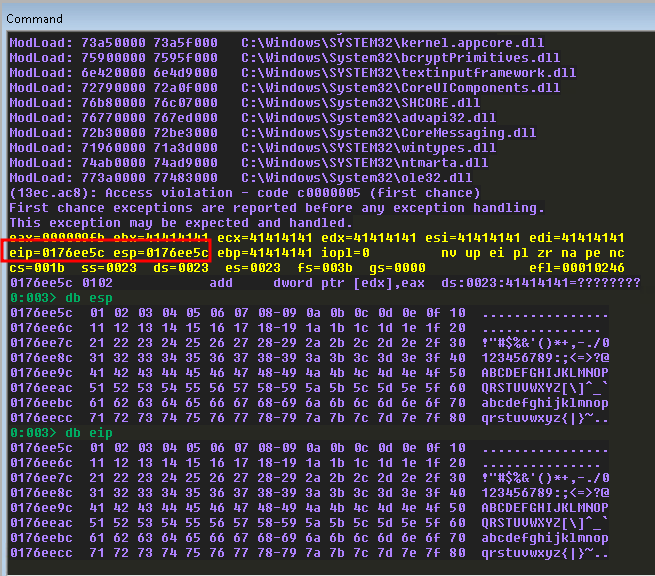 Command
ModLoad: 73a50000 73a5f000   C:\Windows\SYSTEM32\kernel.appcore.dll
ModLoad: 75900000 7595f000   C:\Windows\SYSTEM32\bcryptPrimitives.dll
ModLoad: 6e420000 6e4d9000   C:\Windows\SYSTEM32\textinputframework.dll
ModLoad: 72790000 72a0f000   C:\Windows\SYSTEM32\CoreUIComponents.dll
ModLoad: 76b80000 76c07000   C:\Windows\SYSTEM32\SHCORE.dll
ModLoad: 76770000 767ed000   C:\Windows\SYSTEM32\advapi32.dll
ModLoad: 72b30000 72be3000   C:\Windows\SYSTEM32\CoreMessaging.dll
ModLoad: 71960000 71a3d000   C:\Windows\SYSTEM32\wintypes.dll
ModLoad: 74ab0000 74ad9000   C:\Windows\SYSTEM32\ntmarta.dll
ModLoad: 773a0000 77483000   C:\Windows\SYSTEM32\ole32.dll
(13ec.ac8): Access violation - code c0000005 (first chance)
First chance exceptions are reported before any exception handling.
This exception may be expected and handled.
eax=000009fb ebx=41414141 ecx=41414141 edx=41414141 esi=41414141 edi=41414141
eip=0176ee5c esp=0176ee5c ebp=41414141 iopl=0         nv up ei pl zr na pe nc
cs=001b  ss=0023  ds=0023  es=0023  fs=003b  gs=0000             efl=00010246
0176ee5c 0102            add     dword ptr [edx],eax  ds:0023:41414141=????????
0:003> db esp
0176ee5c  01 02 03 04 05 06 07 08-09 0a 0b 0c 0d 0e 0f 10  ................
0176ee6c  11 12 13 14 15 16 17 18-19 1a 1b 1c 1d 1e 1f 20  ............... 
0176ee7c  21 22 23 24 25 26 27 28-29 2a 2b 2c 2d 2e 2f 30  !"#$%&'()*+,-./0
0176ee8c  31 32 33 34 35 36 37 38-39 3a 3b 3c 3d 3e 3f 40  123456789:;<=>?@
0176ee9c  41 42 43 44 45 46 47 48-49 4a 4b 4c 4d 4e 4f 50  ABCDEFGHIJKLMNOP
0176eeac  51 52 53 54 55 56 57 58-59 5a 5b 5c 5d 5e 5f 60  QRSTUVWXYZ[\]^_`
0176eebc  61 62 63 64 65 66 67 68-69 6a 6b 6c 6d 6e 6f 70  abcdefghijklmnop
0176eecc  71 72 73 74 75 76 77 78-79 7a 7b 7c 7d 7e 7f 80  qrstuvwxyz{|}~..
0:003> db eip
0176ee5c  01 02 03 04 05 06 07 08-09 0a 0b 0c 0d 0e 0f 10  ................
0176ee6c  11 12 13 14 15 16 17 18-19 1a 1b 1c 1d 1e 1f 20  ............... 
0176ee7c  21 22 23 24 25 26 27 28-29 2a 2b 2c 2d 2e 2f 30  !"#$%&'()*+,-./0
0176ee8c  31 32 33 34 35 36 37 38-39 3a 3b 3c 3d 3e 3f 40  123456789:;<=>?@
0176ee9c  41 42 43 44 45 46 47 48-49 4a 4b 4c 4d 4e 4f 50  ABCDEFGHIJKLMNOP
0176eeac  51 52 53 54 55 56 57 58-59 5a 5b 5c 5d 5e 5f 60  QRSTUVWXYZ[\]^_`
0176eebc  61 62 63 64 65 66 67 68-69 6a 6b 6c 6d 6e 6f 70  abcdefghijklmnop
0176eecc  71 72 73 74 75 76 77 78-79 7a 7b 7c 7d 7e 7f 80  qrstuvwxyz{|}~..